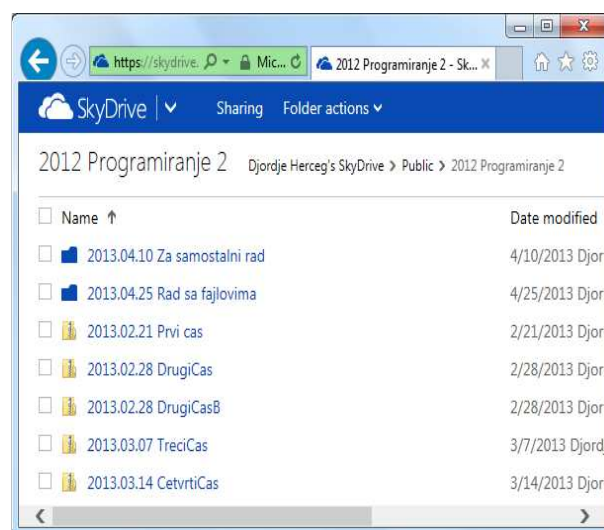 https://skydrive. Mic... 2012 Programiranje 2 - Sk...
SkyDrive Sharing Folder actions
2012 Programiranje 2 Djordje Herceg's SkyDrive > Public > 2012 Programiranje 2
Name Date modified
2013.04.10 Za samostalni rad 4/10/2013 Djor
2013.04.25 Rad sa fajlovima 4/25/2013 Djor
2013.02.21 Prvi cas 2/21/2013 Djor
2013.02.28 DrugiCas 2/28/2013 Djor
2013.02.28 DrugiCasB 2/28/2013 Djor
2013.03.07 TreciCas 3/7/2013 Djord
2013.03.14 CetvrtiCas 3/14/2013 Djor